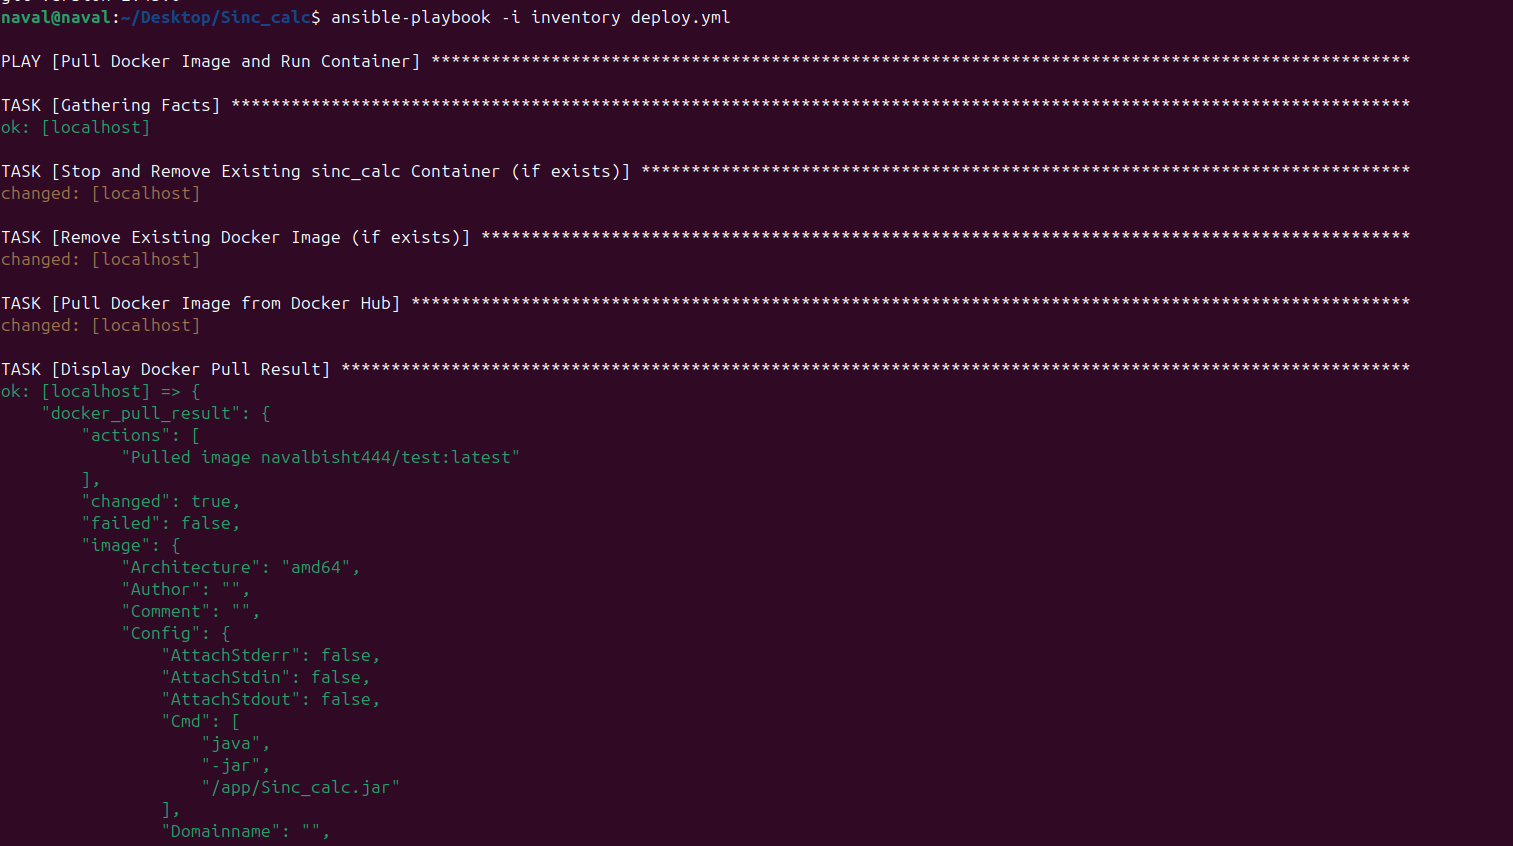 naval@naval:~/Desktop/Sinc_calc$ ansible-playbook -i inventory deploy.yml
PLAY [Pull Docker Image and Run Container] **************************************************************************************************
TASK [Gathering Facts] **********************************************************************************************************************
ok: [localhost]
TASK [Stop and Remove Existing sinc_calc Container (if exists)] *****************************************************************************
changed: [localhost]
TASK [Remove Existing Docker Image (if exists)] *********************************************************************************************
changed: [localhost]
TASK [Pull Docker Image from Docker Hub] ****************************************************************************************************
changed: [localhost]
TASK [Display Docker Pull Result] ***********************************************************************************************************
ok: [localhost] => {
    "docker_pull_result": {
        "actions": [
            "Pulled image navalbisht444/test:latest"
        ],
        "changed": true,
        "failed": false,
        "image": {
            "Architecture": "amd64",
            "Author": "",
            "Comment": "",
            "Config": {
                "AttachStderr": false,
                "AttachStdin": false,
                "AttachStdout": false,
                "Cmd": [
                    "java",
                    "-jar",
                    "/app/Sinc_calc.jar"
                ],
                "Domainname": "",